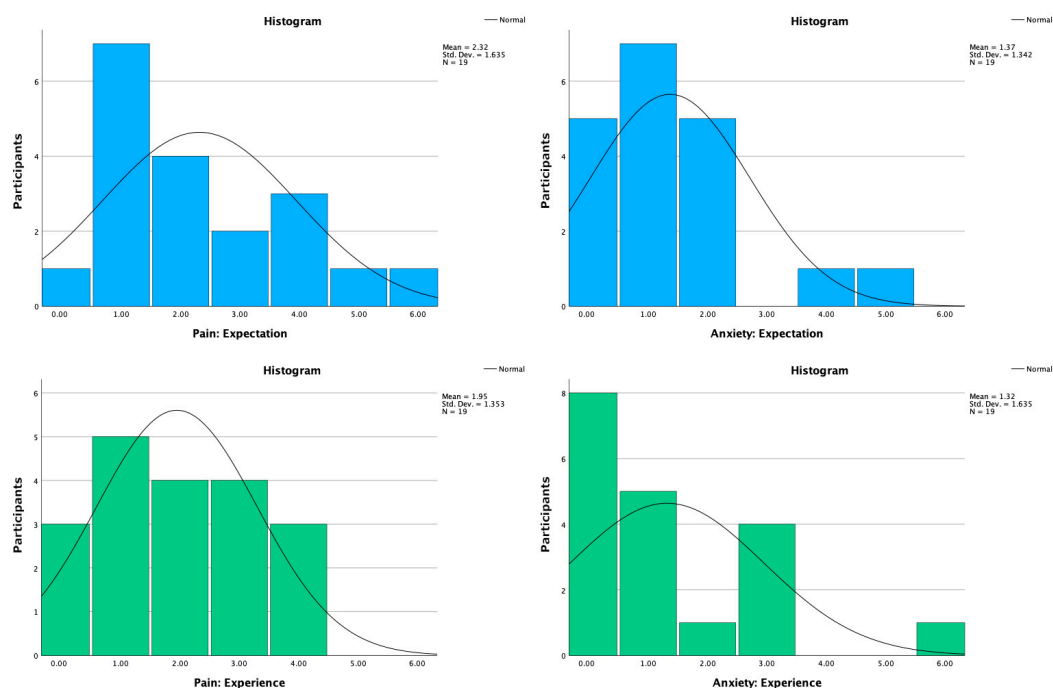 Histogram
Normal
Mean = 2.32
Std. Dev. = 1.635
N = 19
Participants
6
4
2
0
0.00 1.00 2.00 3.00 4.00 5.00 6.00
Pain: Expectation
Histogram
Normal
Mean = 1.37
Std. Dev. = 1.342
N = 19
Participants
6
4
2
0
0.00 1.00 2.00 3.00 4.00 5.00 6.00
Anxiety: Expectation
Histogram
Normal
Mean = 1.95
Std. Dev. = 1.353
N = 19
Participants
6
5
4
3
2
1
0
0.00 1.00 2.00 3.00 4.00 5.00 6.00
Pain: Experience
Histogram
Normal
Mean = 1.32
Std. Dev. = 1.635
N = 19
Participants
8
6
4
2
0
0.00 1.00 2.00 3.00 4.00 5.00 6.00
Anxiety: Experience